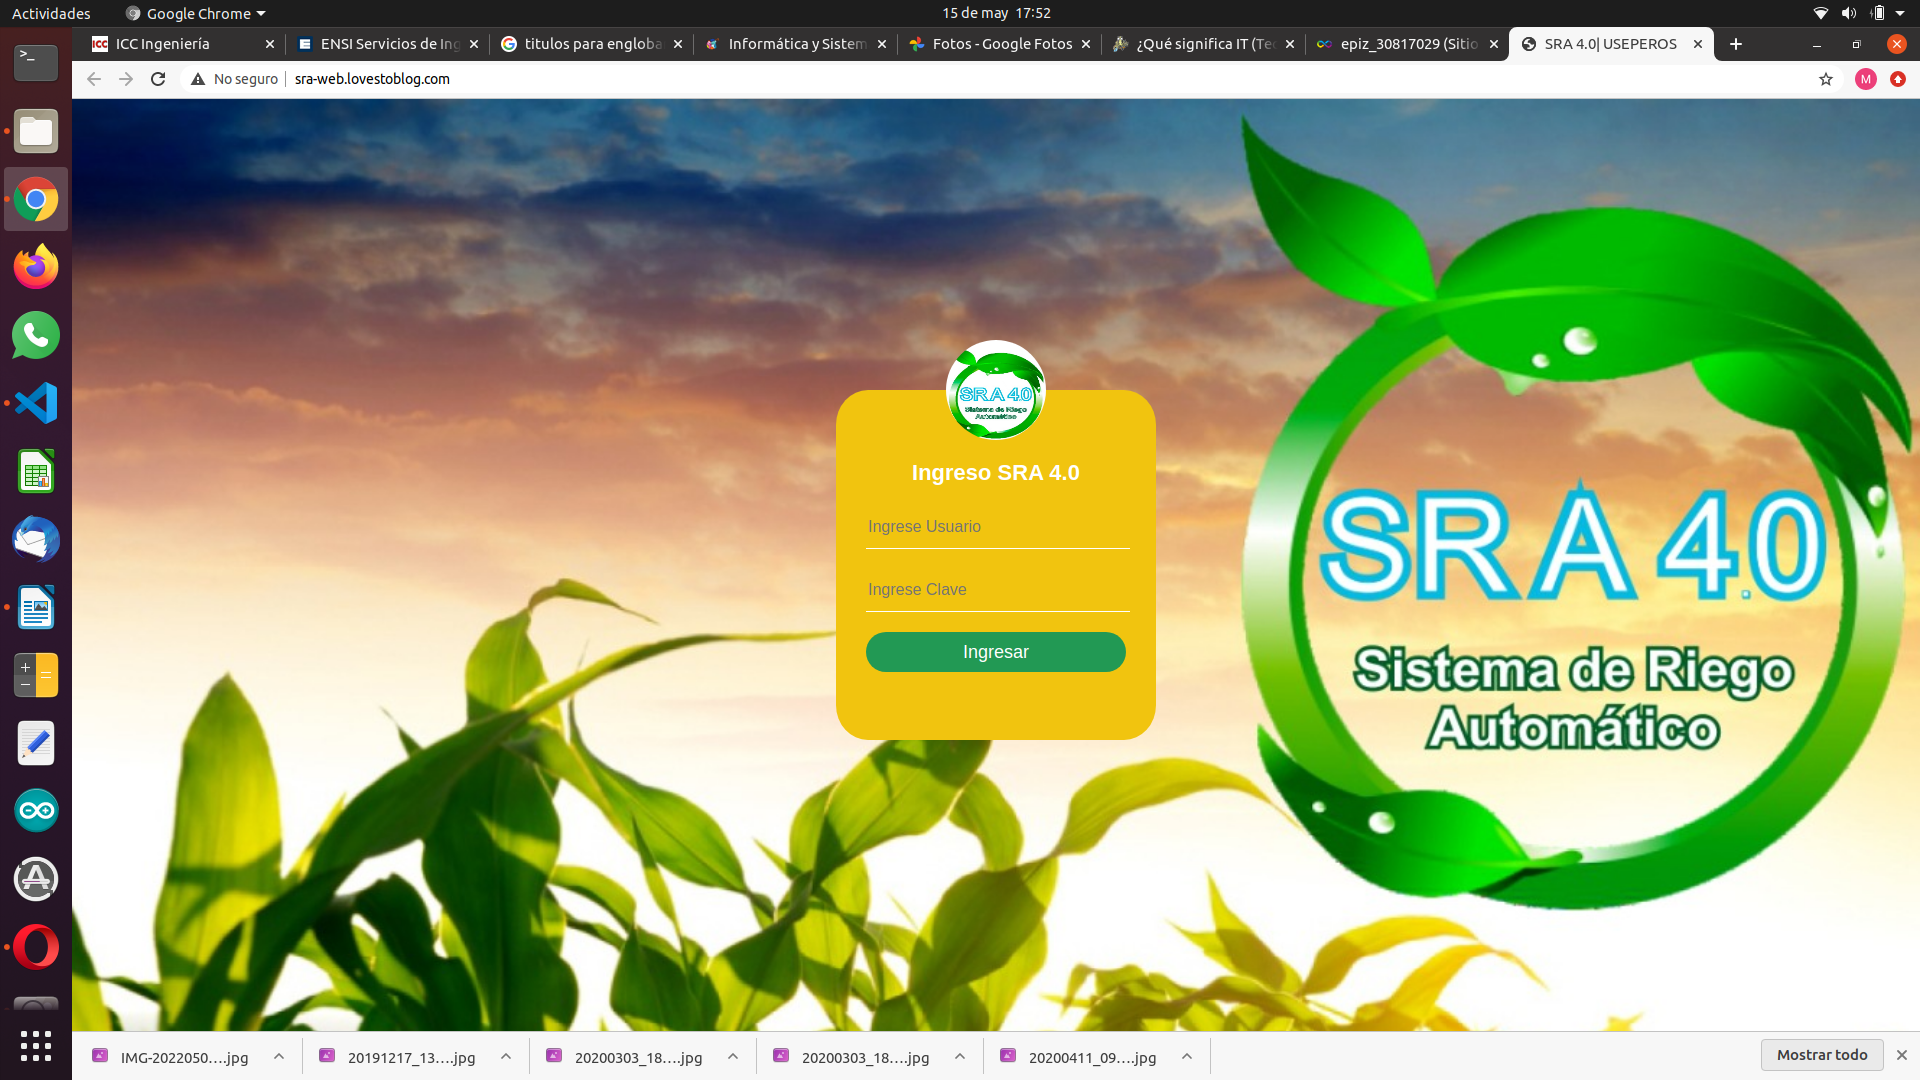 Actividades
Google Chrome
15 de may 17:52
ICC Ingeniería
ENSI Servicios de Ing
titulos para engloba
Informática y Sistem
Fotos - Google Fotos
¿Qué significa IT (Tec
epiz_30817029 (Sitio
SRA 4.0| USEPEROS
No seguro
sra-web.lovestoblog.com
M
SRA 4.0
Sistema de Riego
Automático
Ingreso SRA 4.0
Ingrese Usuario
Ingrese Clave
Ingresar
SRA 4.0
Sistema de Riego
Automático
IMG-2022050....jpg
20191217_13....jpg
20200303_18....jpg
20200303_18....jpg
20200411_09....jpg
Mostrar todo